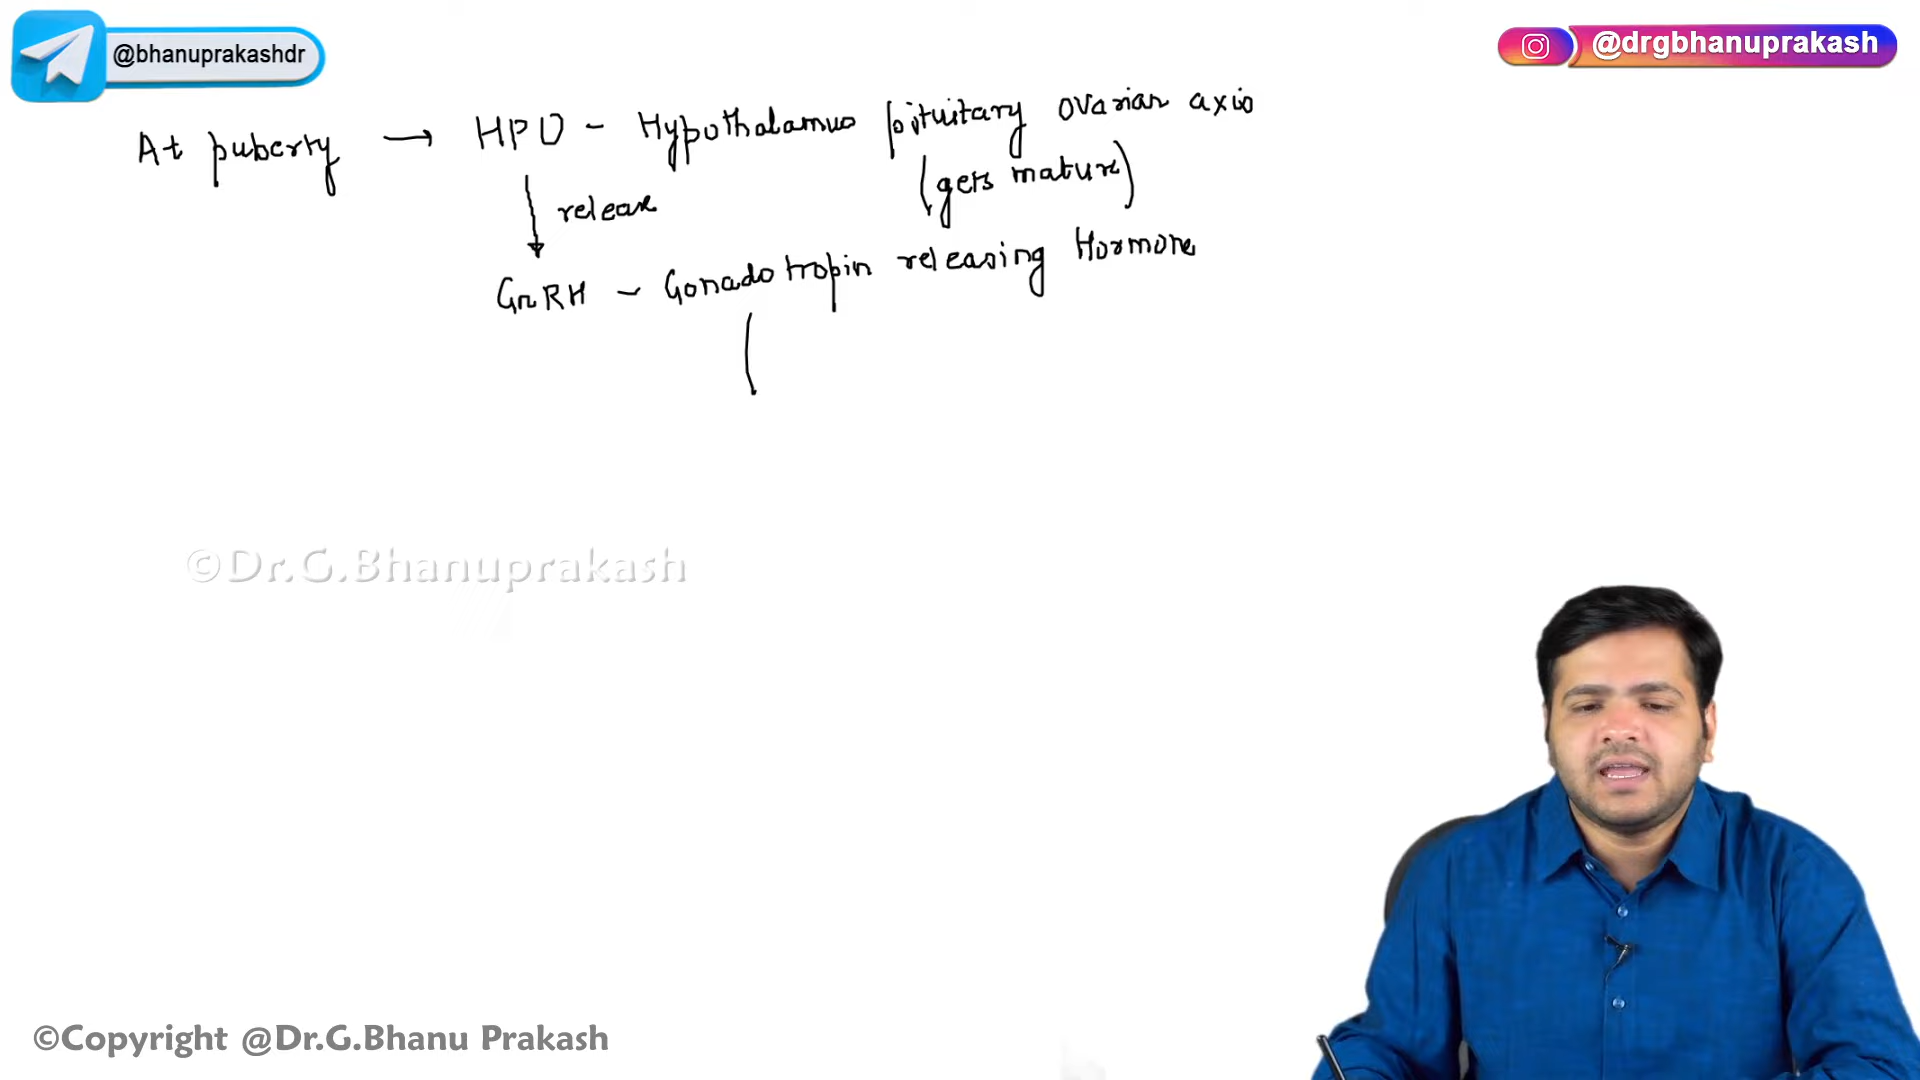 @bhanuprakashdr
@drgbhanuprakash
At puberty → HPO - Hypothalamus pituitary ovarian axis
(gets mature)
release
GnRH - Gonadotropin releasing Hormone
©Dr.G.Bhanuprakash
©Copyright @Dr.G.Bhanu Prakash